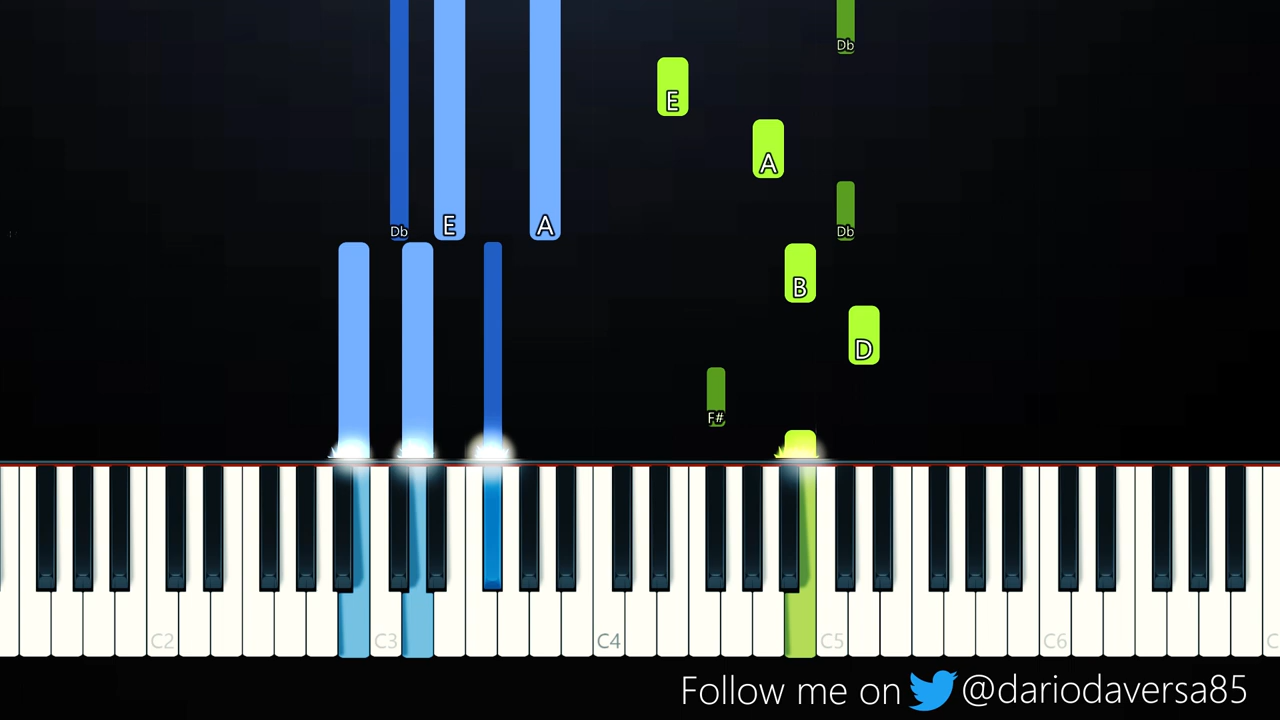 Db
E
A
Db
Db
E
A
B
D
F#
C2
C3
C4
C5
C6
C
Follow me on @dariodaversa85